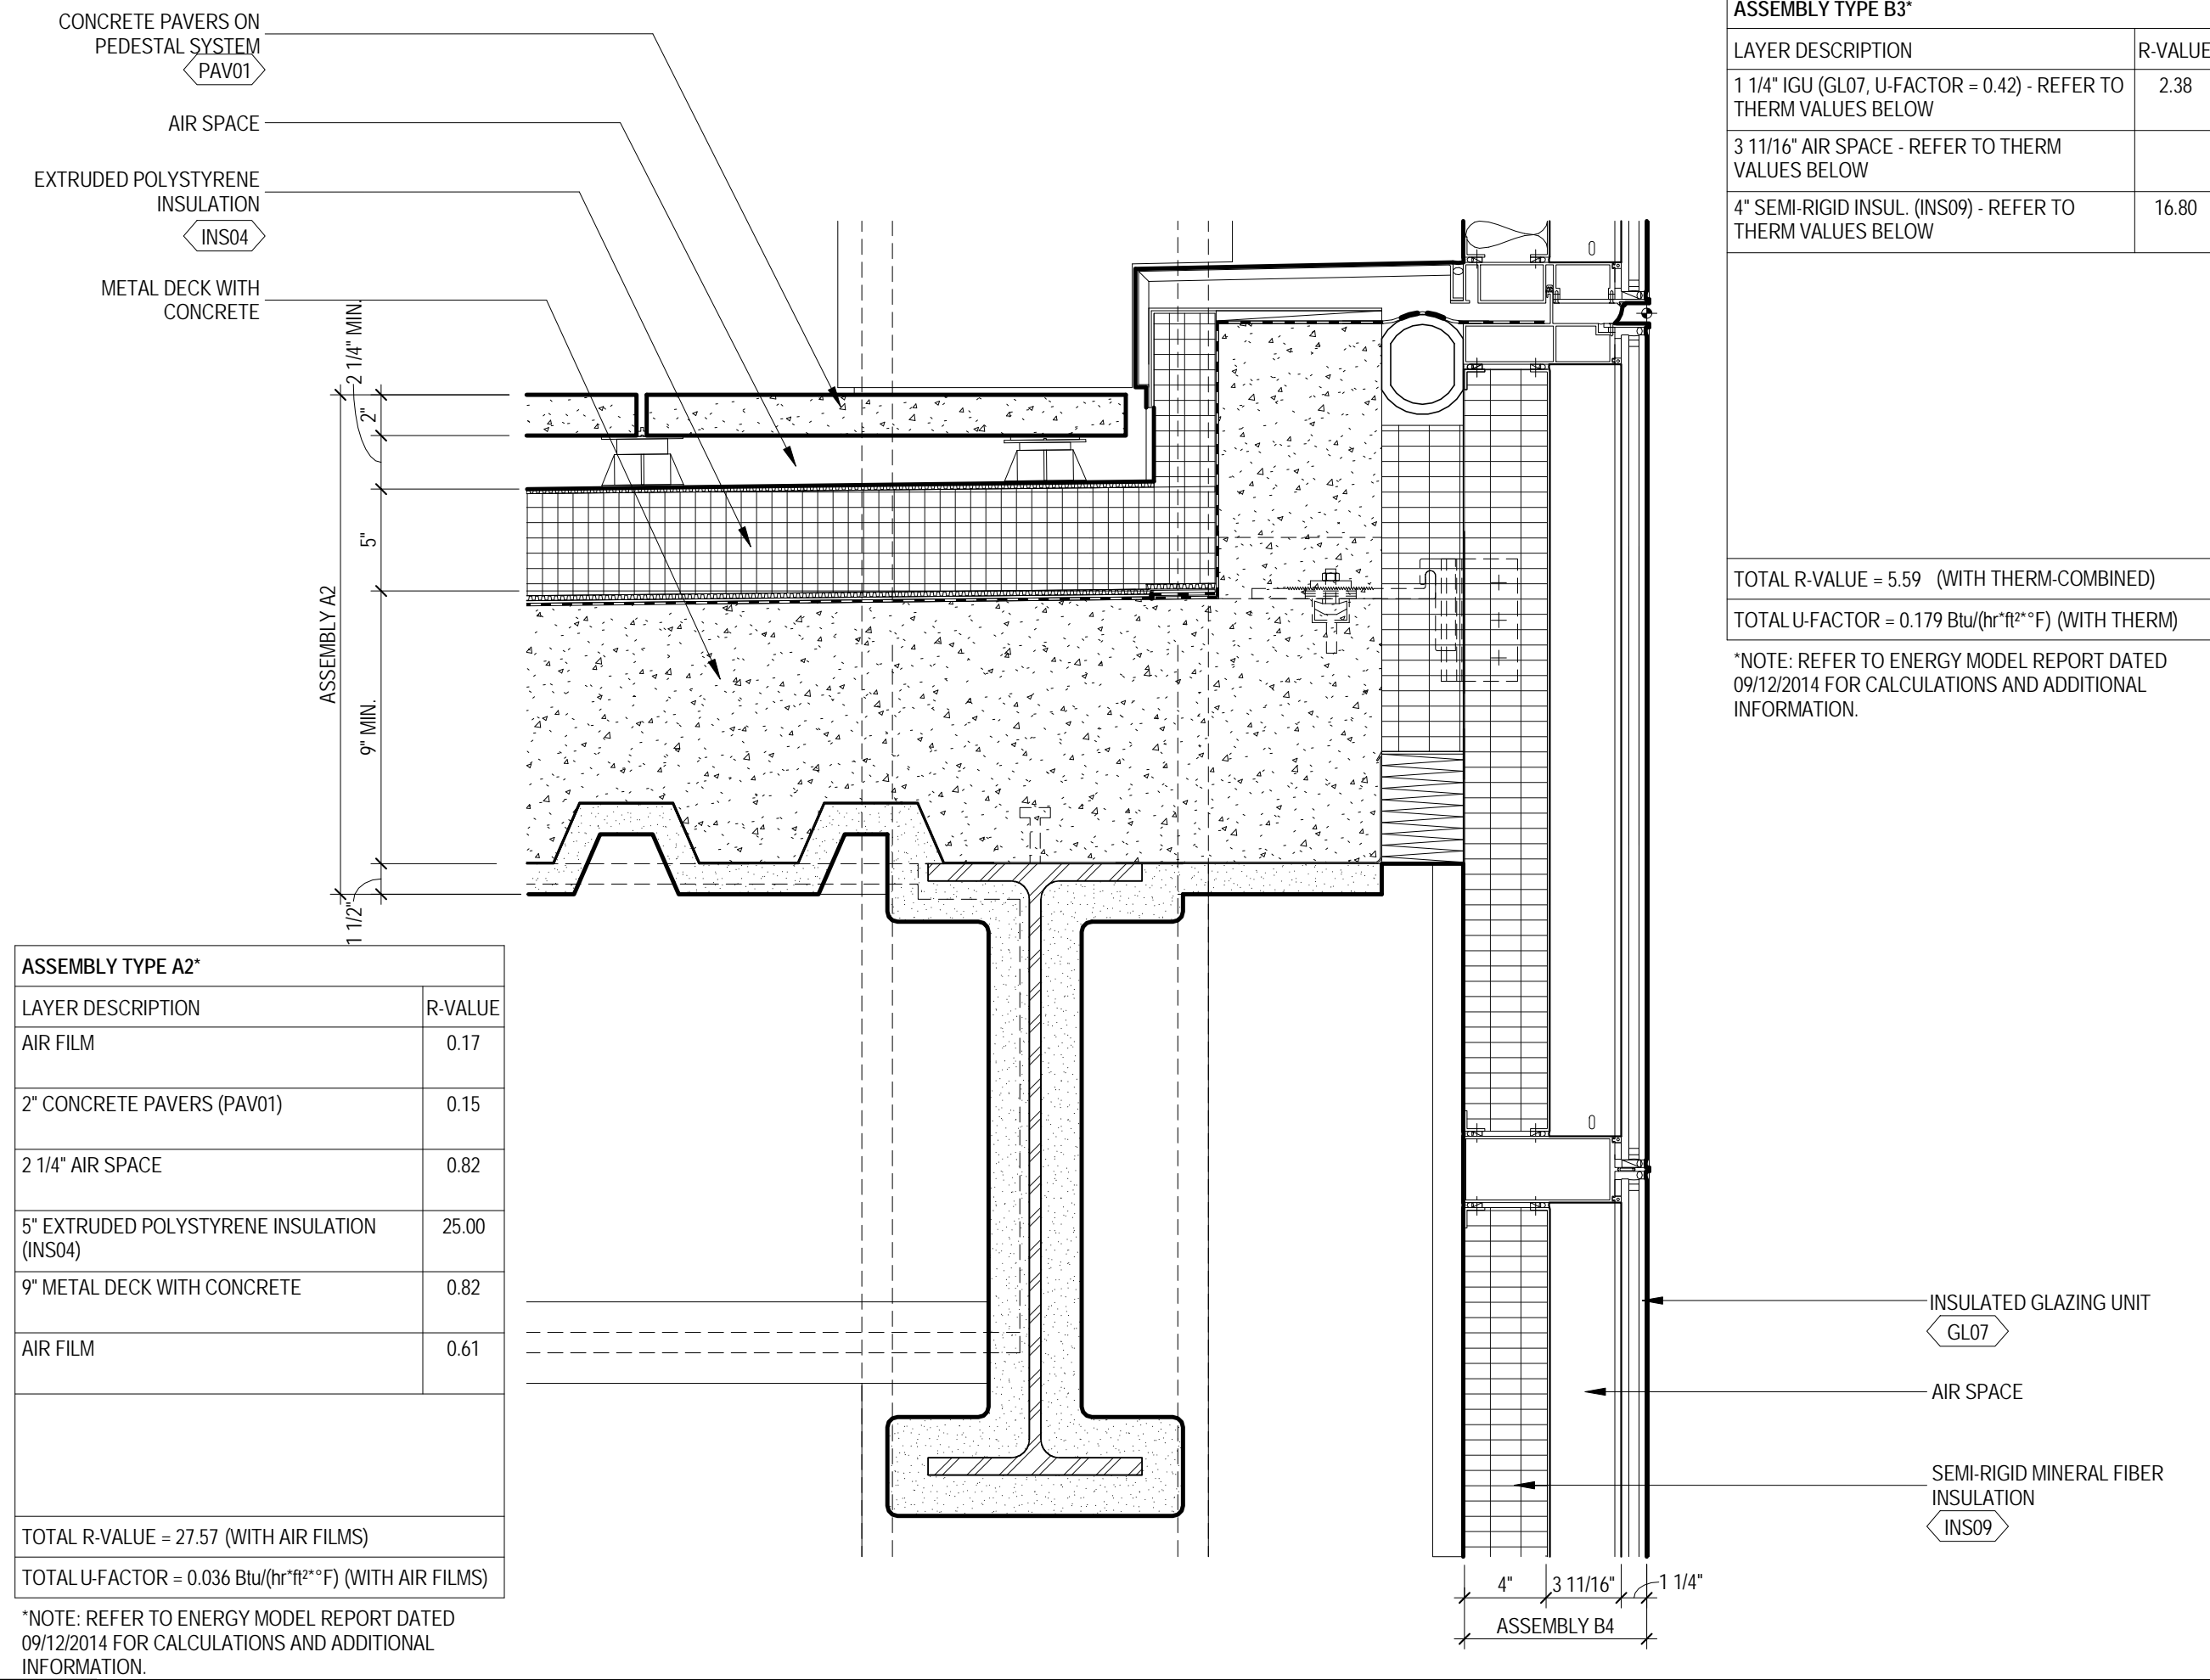 CONCRETE PAVERS ON
PEDESTAL SYSTEM
PAV01
AIR SPACE
EXTRUDED POLYSTYRENE
INSULATION
INS04
METAL DECK WITH
CONCRETE
2 1/4" MIN.
2"
5"
ASSEMBLY A2
9" MIN.
1 1/2"
ASSEMBLY TYPE A2*
LAYER DESCRIPTION R-VALUE
AIR FILM 0.17
2" CONCRETE PAVERS (PAV01) 0.15
2 1/4" AIR SPACE 0.82
5" EXTRUDED POLYSTYRENE INSULATION 25.00
(INS04)
9" METAL DECK WITH CONCRETE 0.82
AIR FILM 0.61
TOTAL R-VALUE = 27.57 (WITH AIR FILMS)
TOTAL U-FACTOR = 0.036 Btu/(hr*ft²*°F) (WITH AIR FILMS)
*NOTE: REFER TO ENERGY MODEL REPORT DATED
09/12/2014 FOR CALCULATIONS AND ADDITIONAL
INFORMATION.
ASSEMBLY TYPE B3*
LAYER DESCRIPTION R-VALUE
1 1/4" IGU (GL07, U-FACTOR = 0.42) - REFER TO 2.38
THERM VALUES BELOW
3 11/16" AIR SPACE - REFER TO THERM
VALUES BELOW
4" SEMI-RIGID INSUL. (INS09) - REFER TO 16.80
THERM VALUES BELOW
TOTAL R-VALUE = 5.59 (WITH THERM-COMBINED)
TOTAL U-FACTOR = 0.179 Btu/(hr*ft²*°F) (WITH THERM)
*NOTE: REFER TO ENERGY MODEL REPORT DATED
09/12/2014 FOR CALCULATIONS AND ADDITIONAL
INFORMATION.
INSULATED GLAZING UNIT
GL07
AIR SPACE
SEMI-RIGID MINERAL FIBER
INSULATION
INS09
4" 3 11/16" 1 1/4"
ASSEMBLY B4